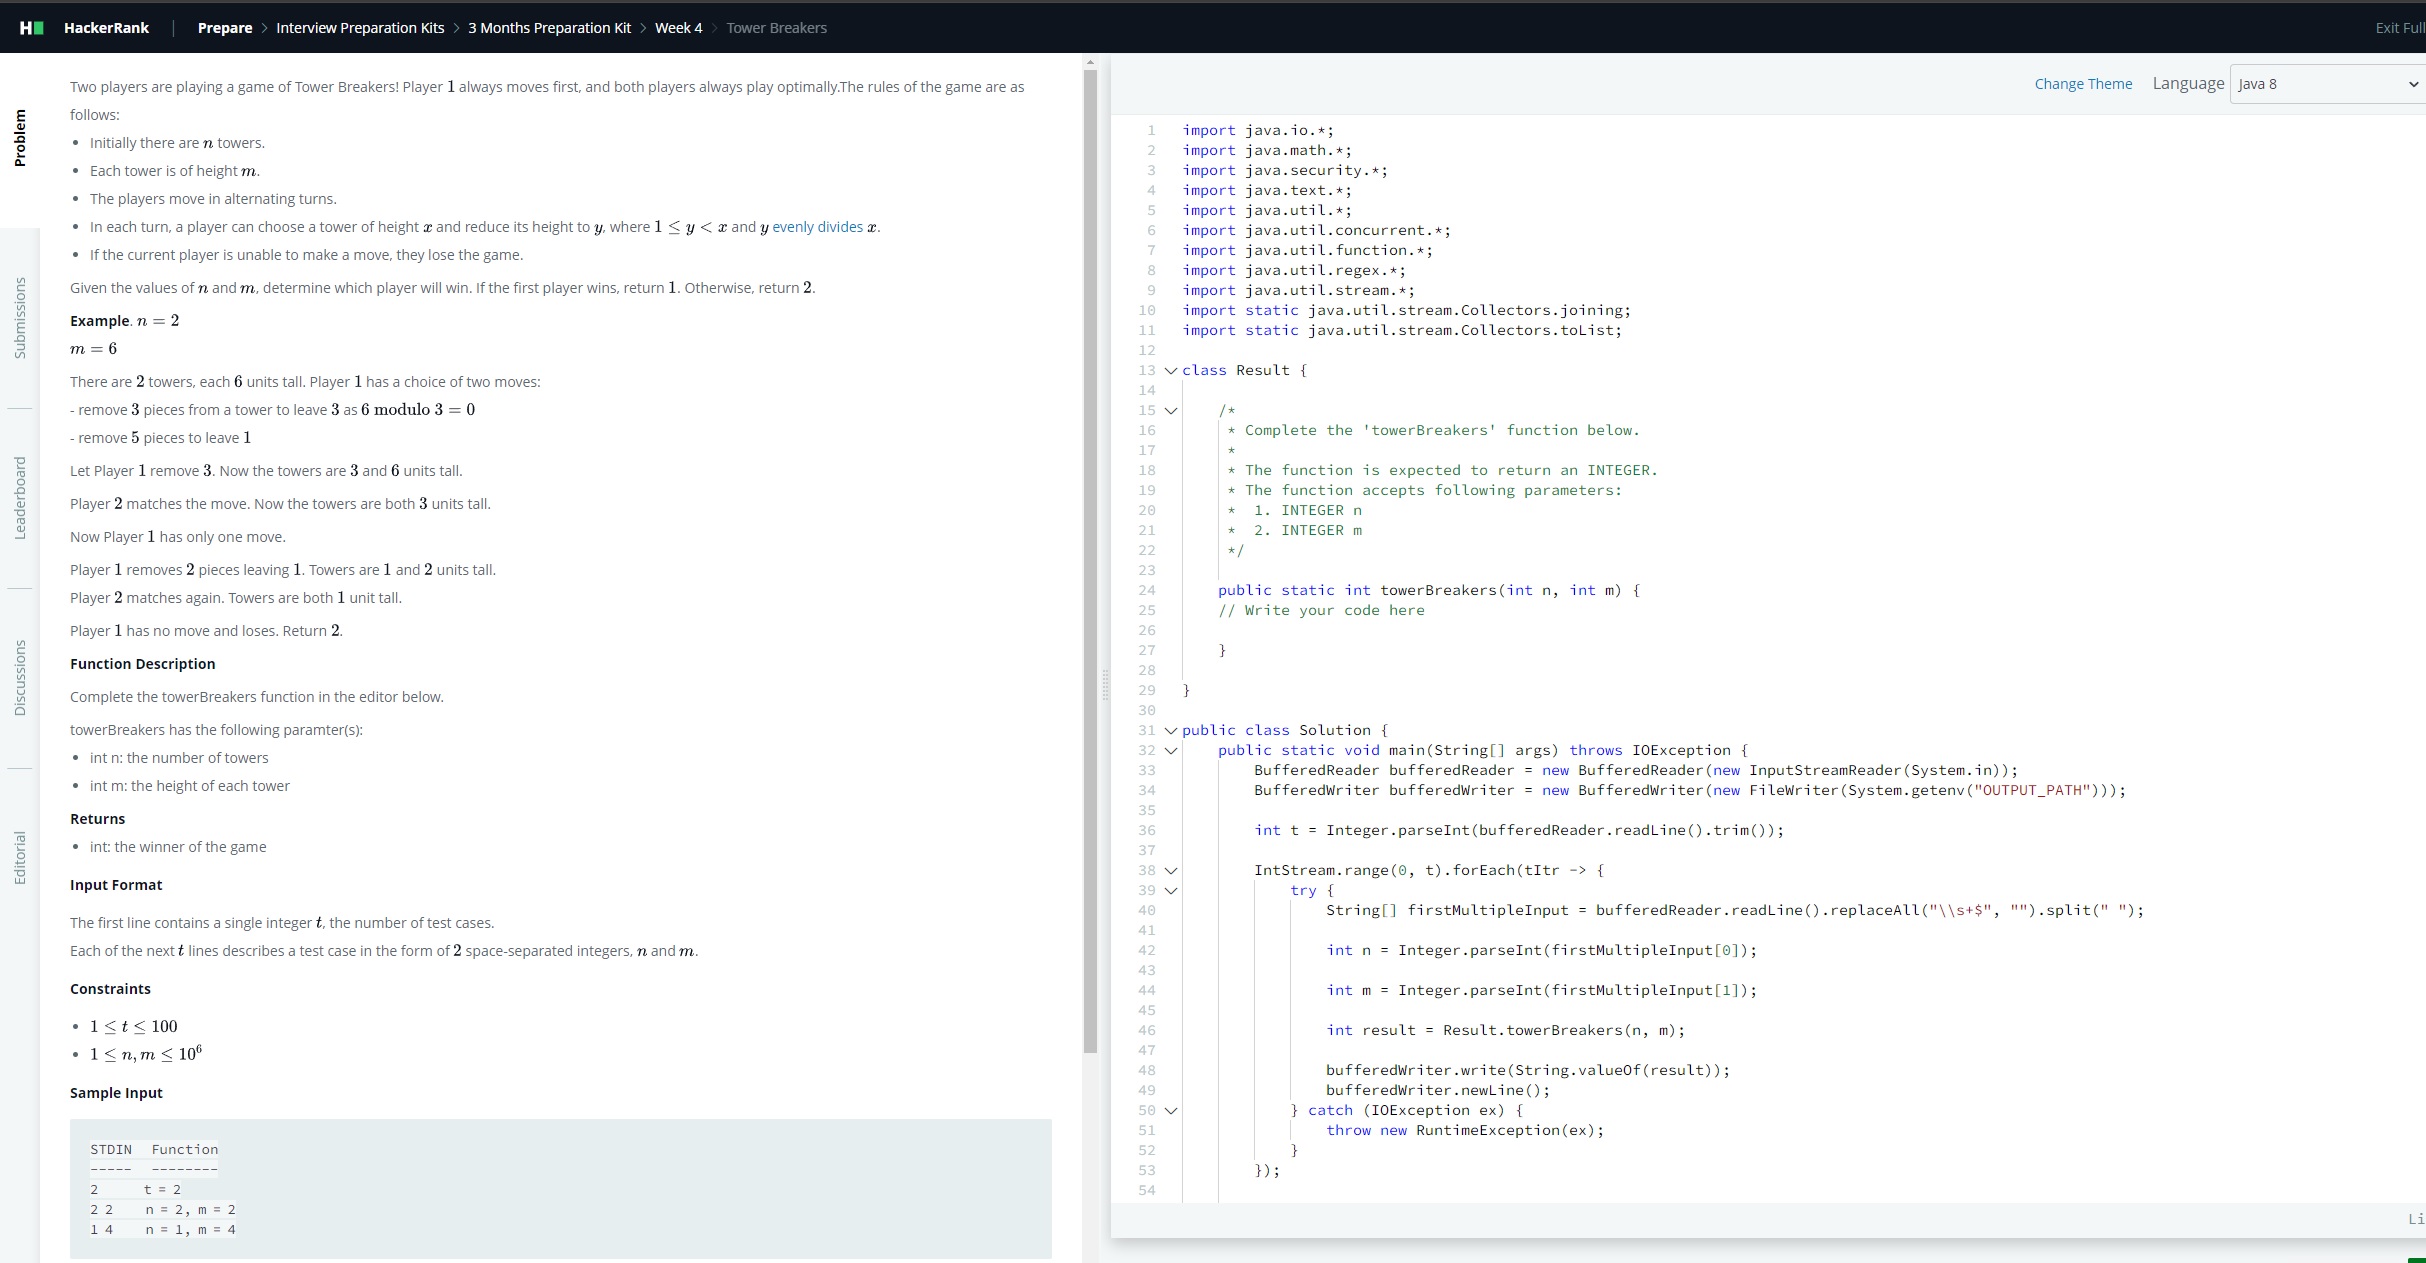 HackerRank | Prepare > Interview Preparation Kits > 3 Months Preparation Kit > Week 4 > Tower Breakers
Exit Full
Problem
Submissions
Leaderboard
Discussions
Editorial
Two players are playing a game of Tower Breakers! Player 1 always moves first, and both players always play optimally.The rules of the game are as
follows:
• Initially there are n towers.
• Each tower is of height m.
• The players move in alternating turns.
• In each turn, a player can choose a tower of height x and reduce its height to y, where 1 ≤ y < x and y evenly divides x.
• If the current player is unable to make a move, they lose the game.
Given the values of n and m, determine which player will win. If the first player wins, return 1. Otherwise, return 2.
Example. n = 2
m = 6
There are 2 towers, each 6 units tall. Player 1 has a choice of two moves:
- remove 3 pieces from a tower to leave 3 as 6 modulo 3 = 0
- remove 5 pieces to leave 1
Let Player 1 remove 3. Now the towers are 3 and 6 units tall.
Player 2 matches the move. Now the towers are both 3 units tall.
Now Player 1 has only one move.
Player 1 removes 2 pieces leaving 1. Towers are 1 and 2 units tall.
Player 2 matches again. Towers are both 1 unit tall.
Player 1 has no move and loses. Return 2.
Function Description
Complete the towerBreakers function in the editor below.
towerBreakers has the following paramter(s):
• int n: the number of towers
• int m: the height of each tower
Returns
• int: the winner of the game
Input Format
The first line contains a single integer t, the number of test cases.
Each of the next t lines describes a test case in the form of 2 space-separated integers, n and m.
Constraints
• 1 ≤ t ≤ 100
• 1 ≤ n, m ≤ 10⁶
Sample Input
STDIN   Function
-----   --------
2       t = 2
2 2     n = 2, m = 2
1 4     n = 1, m = 4
Change Theme Language Java 8
1 import java.io.*;
2 import java.math.*;
3 import java.security.*;
4 import java.text.*;
5 import java.util.*;
6 import java.util.concurrent.*;
7 import java.util.function.*;
8 import java.util.regex.*;
9 import java.util.stream.*;
10 import static java.util.stream.Collectors.joining;
11 import static java.util.stream.Collectors.toList;
12
13 class Result {
14
15     /*
16      * Complete the 'towerBreakers' function below.
17      *
18      * The function is expected to return an INTEGER.
19      * The function accepts following parameters:
20      *  1. INTEGER n
21      *  2. INTEGER m
22      */
23
24     public static int towerBreakers(int n, int m) {
25     // Write your code here
26
27     }
28
29 }
30
31 public class Solution {
32     public static void main(String[] args) throws IOException {
33         BufferedReader bufferedReader = new BufferedReader(new InputStreamReader(System.in));
34         BufferedWriter bufferedWriter = new BufferedWriter(new FileWriter(System.getenv("OUTPUT_PATH")));
35
36         int t = Integer.parseInt(bufferedReader.readLine().trim());
37
38         IntStream.range(0, t).forEach(tItr -> {
39             try {
40                 String[] firstMultipleInput = bufferedReader.readLine().replaceAll("\\s+$", "").split(" ");
41
42                 int n = Integer.parseInt(firstMultipleInput[0]);
43
44                 int m = Integer.parseInt(firstMultipleInput[1]);
45
46                 int result = Result.towerBreakers(n, m);
47
48                 bufferedWriter.write(String.valueOf(result));
49                 bufferedWriter.newLine();
50             } catch (IOException ex) {
51                 throw new RuntimeException(ex);
52             }
53         });
54
Li